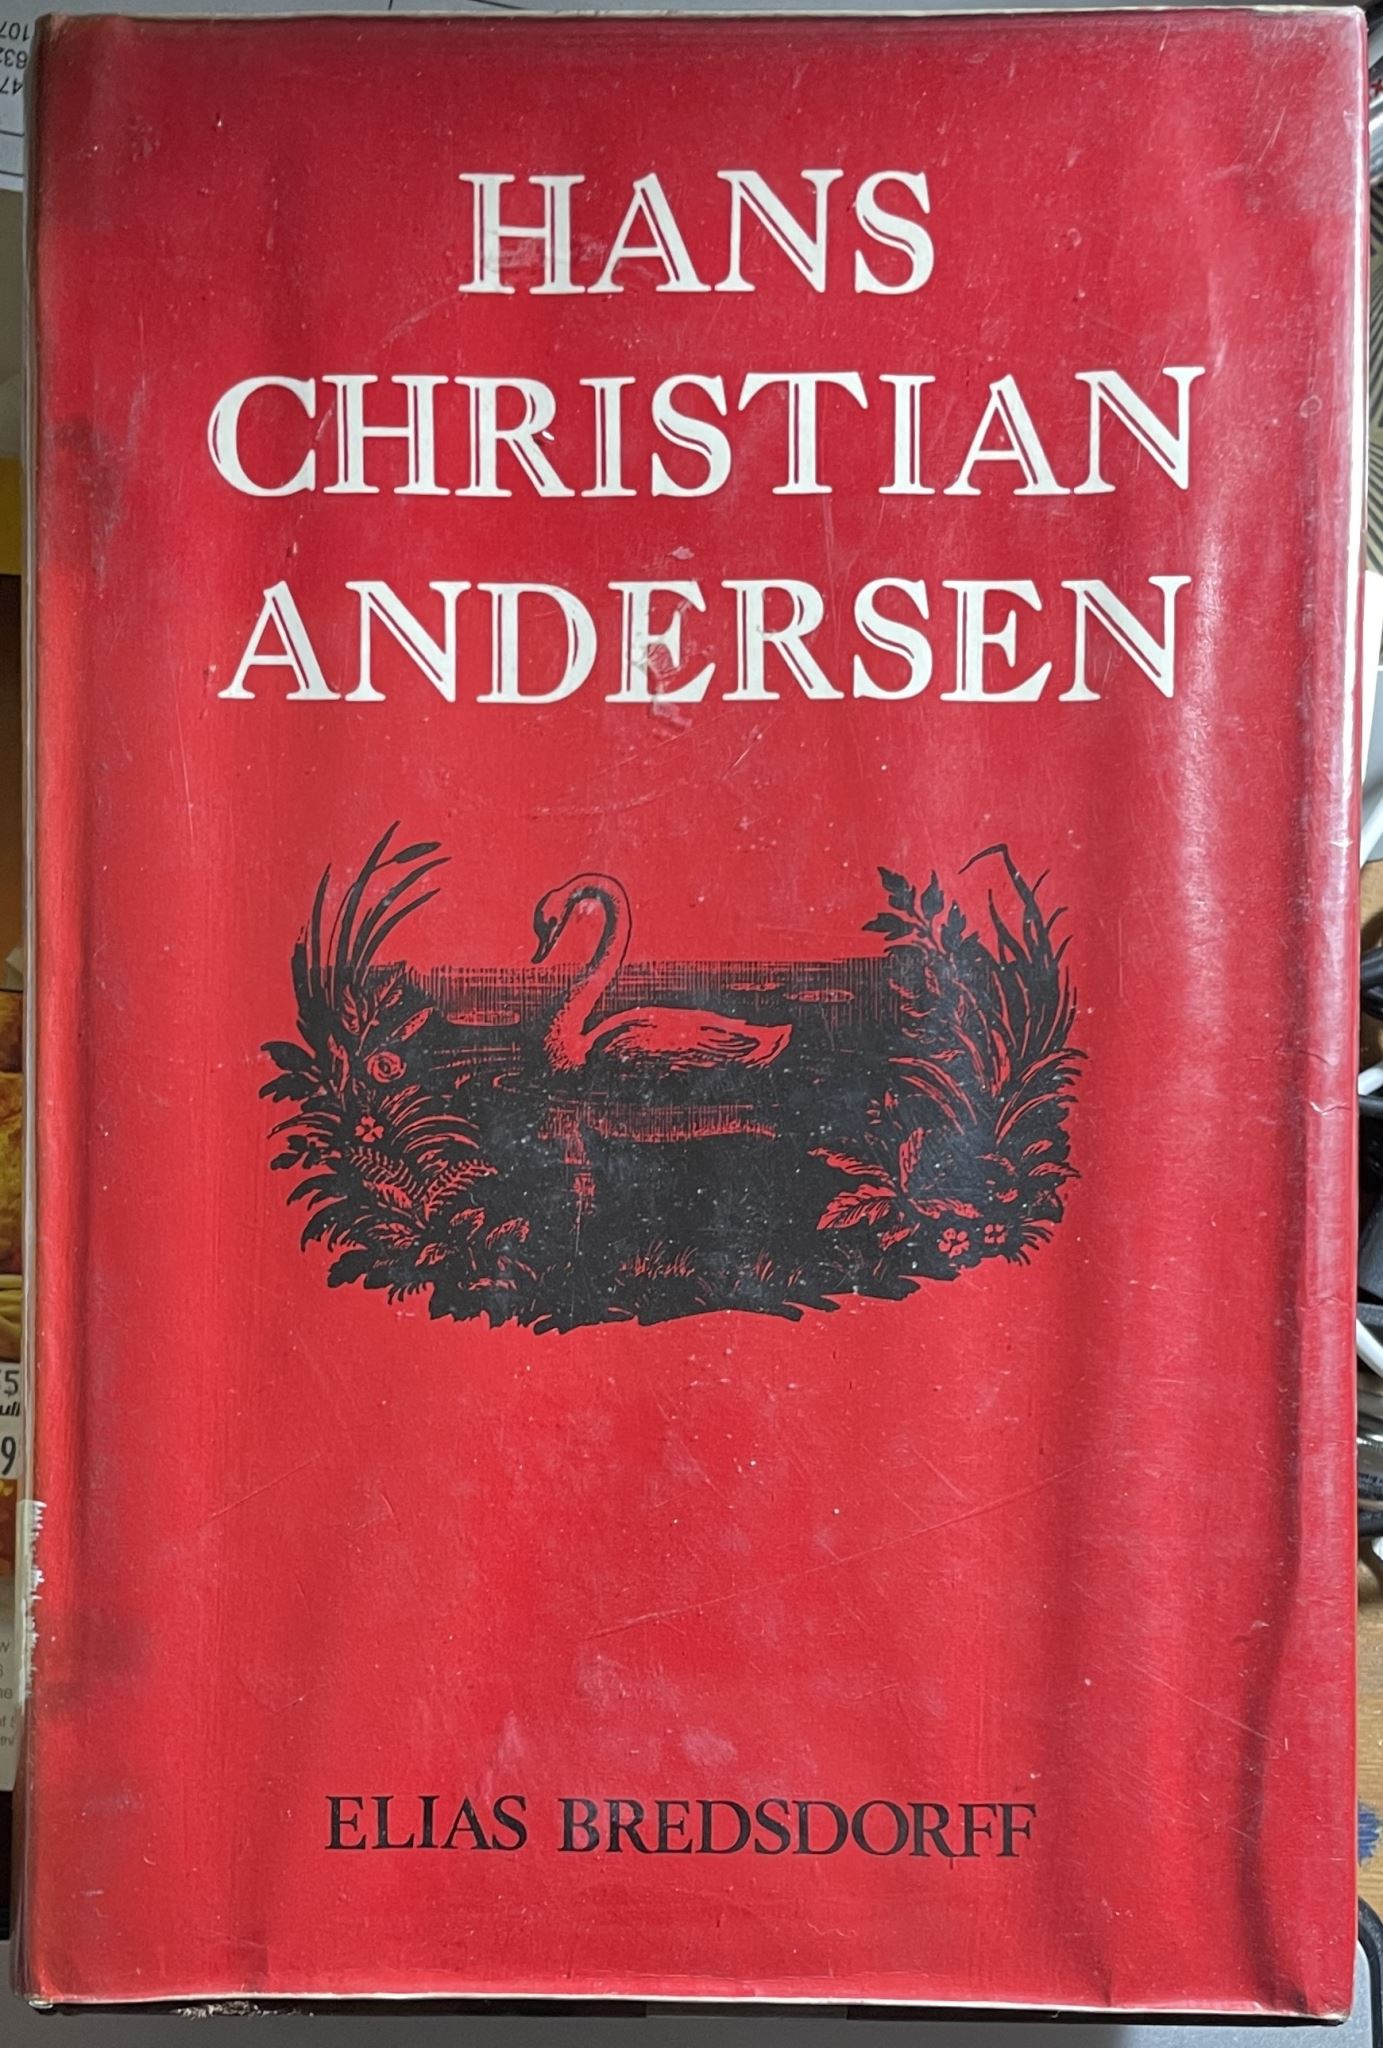 HANS
CHRISTIAN
ANDERSEN
ELIAS BREDSDORFF